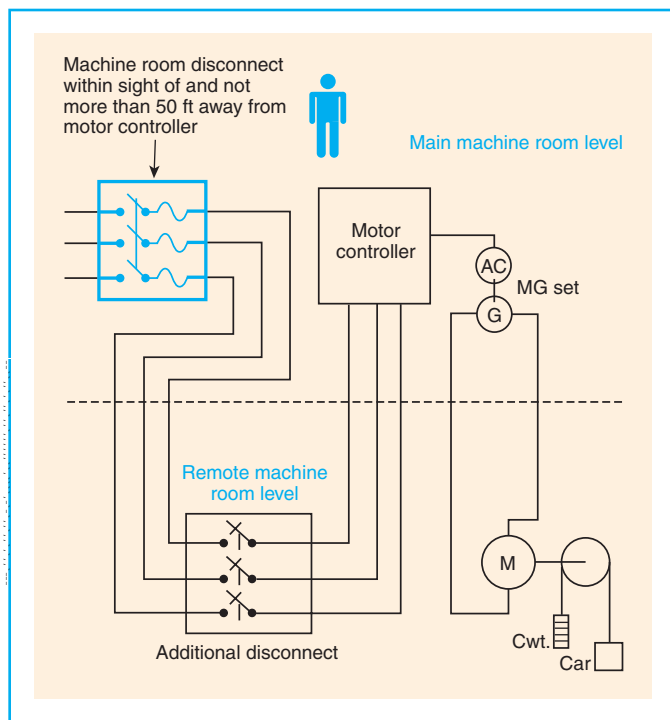 Machine room disconnect
within sight of and not
more than 50 ft away from
motor controller
Main machine room level
Motor
controller
AC
MG set
G
Remote machine
room level
M
Cwt.
Car
Additional disconnect